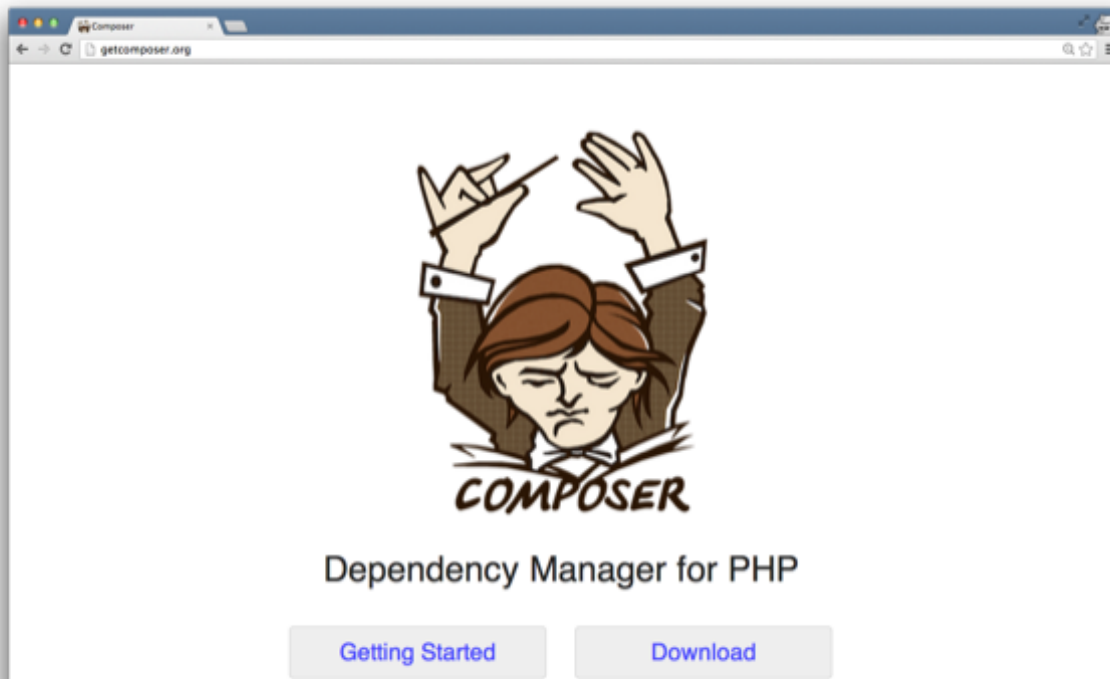 Composer
getcomposer.org
COMPOSER
Dependency Manager for PHP
Getting Started
Download